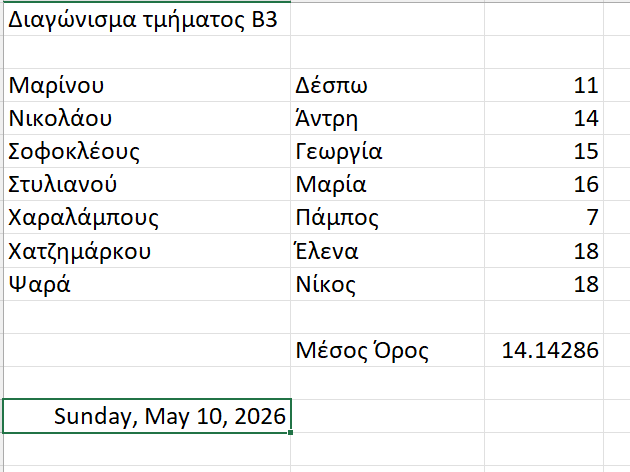 Διαγώνισμα τμήματος Β3
Μαρίνου Δέσπω 11
Νικολάου Άντρη 14
Σοφοκλέους Γεωργία 15
Στυλιανού Μαρία 16
Χαραλάμπους Πάμπος 7
Χατζημάρκου Έλενα 18
Ψαρά Νίκος 18
Μέσος Όρος 14.14286
Sunday, May 10, 2026